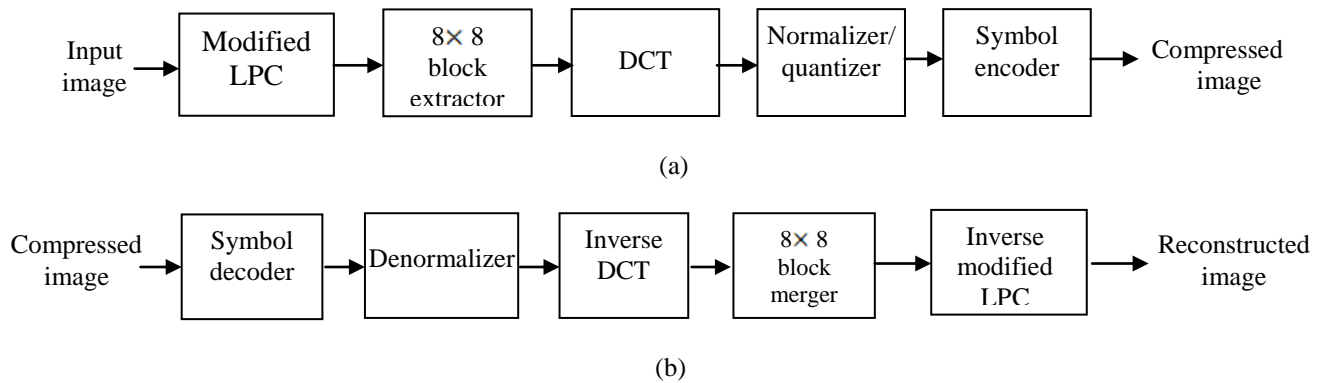 Input
image
Modified
LPC
8× 8
block
extractor
DCT
Normalizer/
quantizer
Symbol
encoder
Compressed
image
(a)
Compressed
image
Symbol
decoder
Denormalizer
Inverse
DCT
8× 8
block
merger
Inverse
modified
LPC
Reconstructed
image
(b)